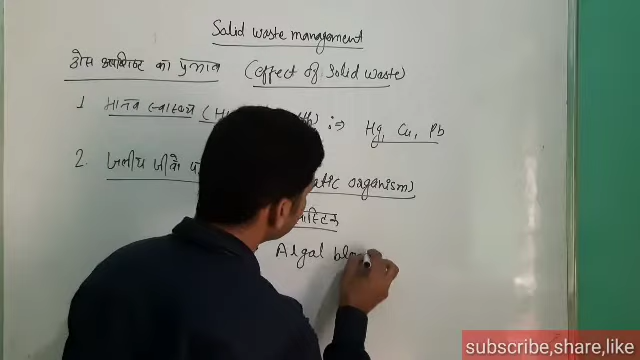 Solid waste management
ठोस अपशिष्ट का प्रभाव (effect of Solid waste)
1 मानव स्वास्थ्य :⇒ Hg, Cu, Pb
2. जलीय जीवो organism)
Algal
subscribe,share,like